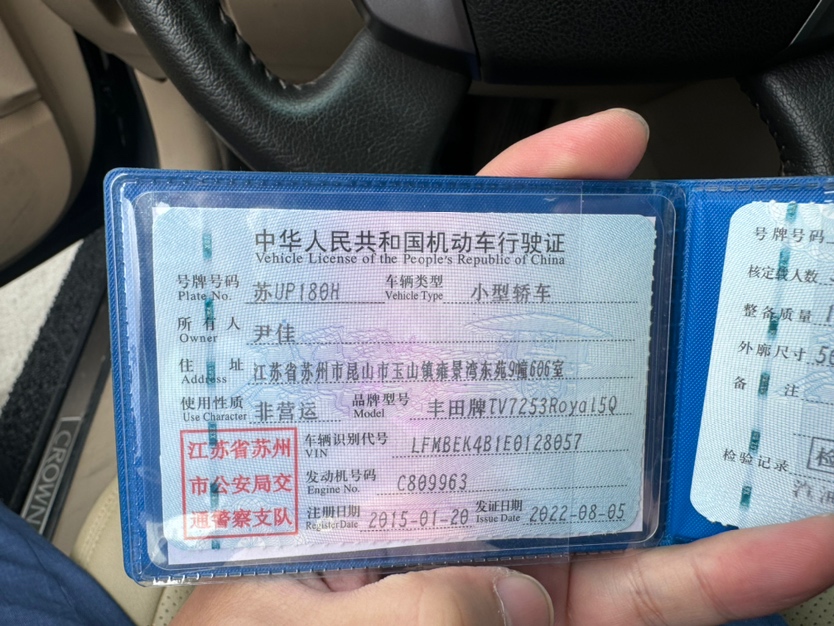 中华人民共和国机动车行驶证
Vehicle License of the People's Republic of China
号牌号码 苏UP180H 车辆类型 小型轿车
Plate No. Vehicle Type
所有人 尹佳
Owner
住址 江苏省苏州市昆山市玉山镇雍景湾东苑9幢606室
Address
使用性质 非营运 品牌型号 丰田牌TV7253Royal5Q
Use Character Model
江苏省苏州
市公安局交
通警察支队
车辆识别代号 LFMBEK4B1E0128057
VIN
发动机号码 C809963
Engine No.
注册日期 2015-01-20 发证日期 2022-08-05
Register Date Issue Date
号牌号码
核定载人数
整备质量
外廓尺寸
备注
检验记录
CROWN